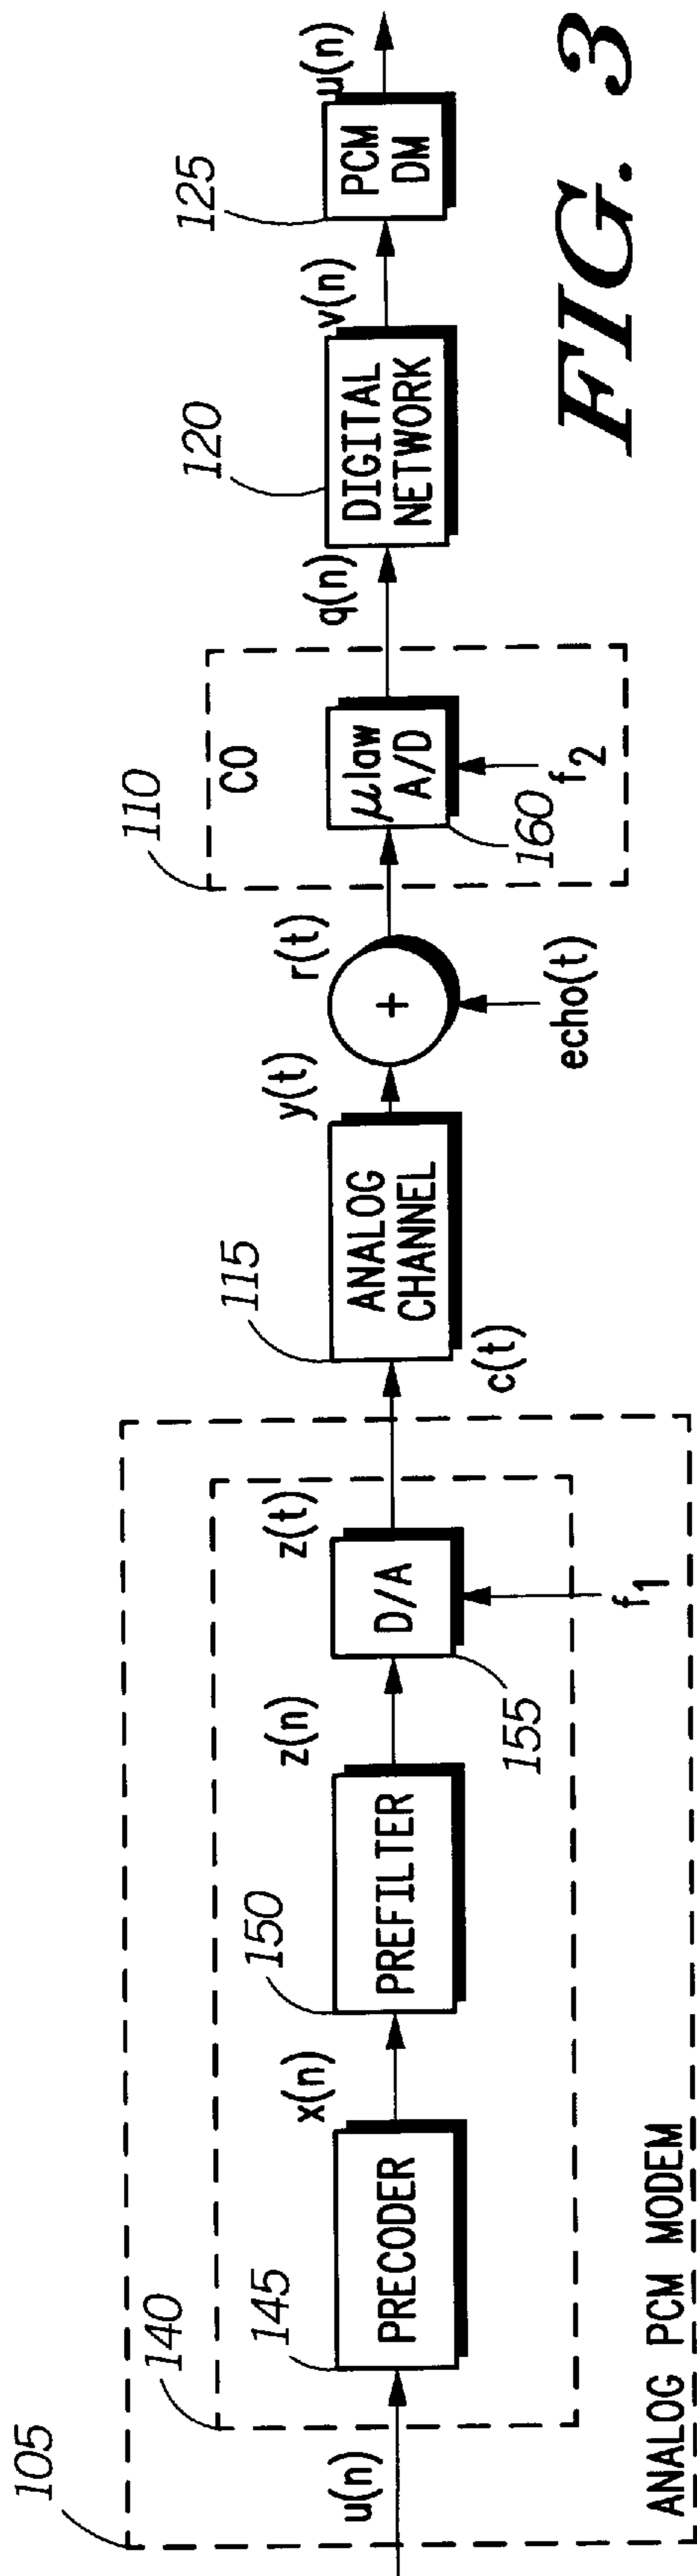 105
140
u(n)
145
PRECODER
x(n)
150
PREFILTER
z(n)
D/A
z(t)
155
f1
ANALOG PCM MODEM
c(t)
115
ANALOG
CHANNEL
y(t)
+
r(t)
echo(t)
110
CO
μlaw
A/D
160
f2
q(n)
120
DIGITAL
NETWORK
v(n)
125
PCM
DM
u(n)
FIG. 3